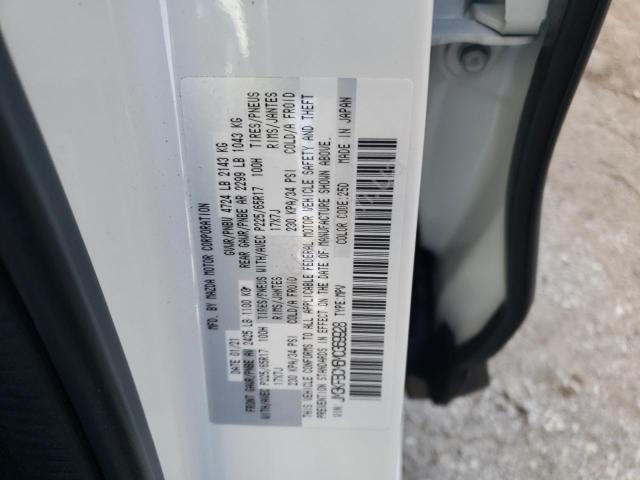 MFD. BY MAZDA MOTOR CORPORATION
DATE 01/21 GVWR/PNBV 4724 LB 2143 KG
FRONT GAWR/PNBE AV 2425 LB 1100 KG REAR GAWR/PNBE AR 2299 LB 1043 KG
WITH/AVEC P225/65R17 100H TIRES/PNEUS WITH/AVEC P225/65R17 100H TIRES/PNEUS
17X7J RIMS/JANTES 17X7J RIMS/JANTES
230 KPA/34 PSI COLD/A FROID 230 KPA/34 PSI COLD/A FROID
THIS VEHICLE CONFORMS TO ALL APPLICABLE FEDERAL MOTOR VEHICLE SAFETY AND THEFT
PREVENTION STANDARDS IN EFFECT ON THE DATE OF MANUFACTURE SHOWN ABOVE.
VIN: TYPE: MPV COLOR CODE: 25D MADE IN JAPAN